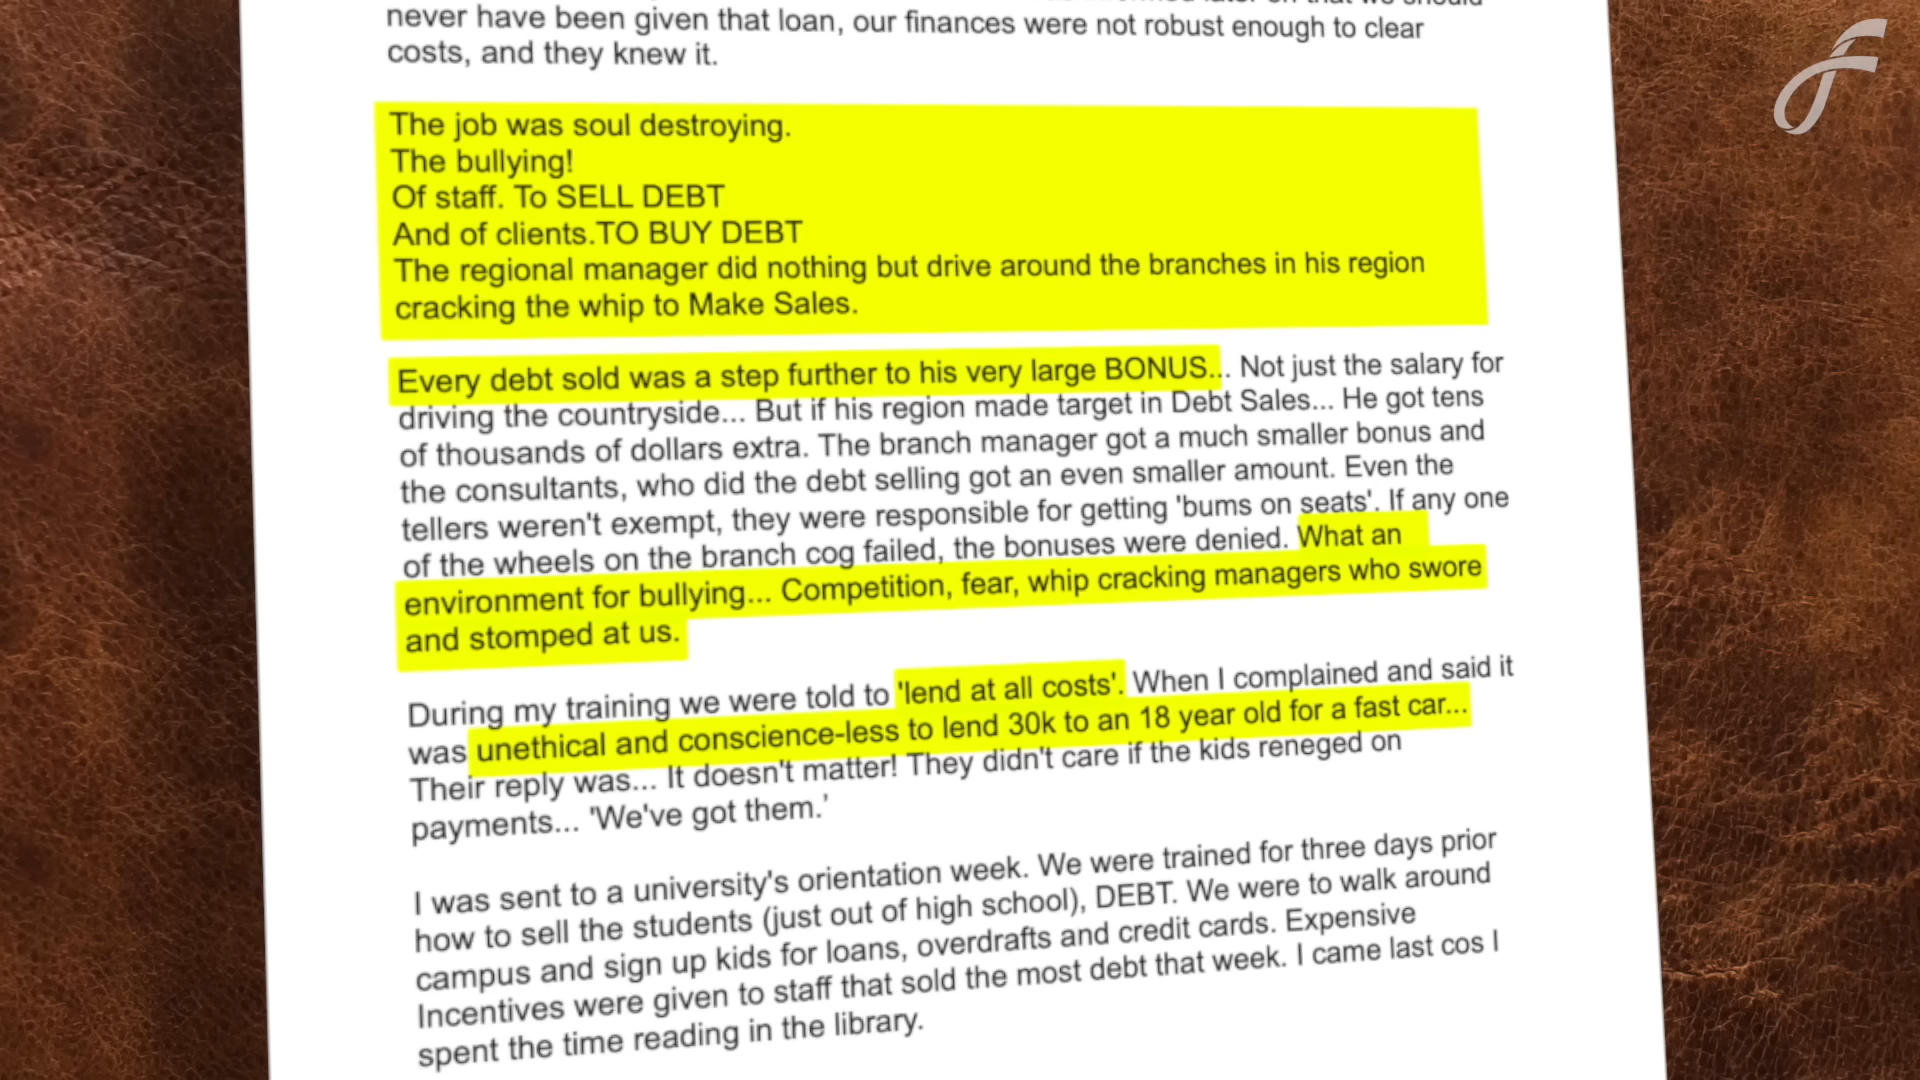 never have been given that loan, our finances were not robust enough to clear
costs, and they knew it.
The job was soul destroying.
The bullying!
Of staff. To SELL DEBT
And of clients.TO BUY DEBT
The regional manager did nothing but drive around the branches in his region
cracking the whip to Make Sales.
Every debt sold was a step further to his very large BONUS... Not just the salary for
driving the countryside... But if his region made target in Debt Sales... He got tens
of thousands of dollars extra. The branch manager got a much smaller bonus and
the consultants, who did the debt selling got an even smaller amount. Even the
tellers weren't exempt, they were responsible for getting 'bums on seats'. If any one
of the wheels on the branch cog failed, the bonuses were denied. What an
environment for bullying... Competition, fear, whip cracking managers who swore
and stomped at us.
During my training we were told to 'lend at all costs'. When I complained and said it
was unethical and conscience-less to lend 30k to an 18 year old for a fast car...
Their reply was... It doesn't matter! They didn't care if the kids reneged on
payments... 'We've got them.’
I was sent to a university's orientation week. We were trained for three days prior
how to sell the students (just out of high school), DEBT. We were to walk around
campus and sign up kids for loans, overdrafts and credit cards. Expensive
Incentives were given to staff that sold the most debt that week. I came last cos I
spent the time reading in the library.